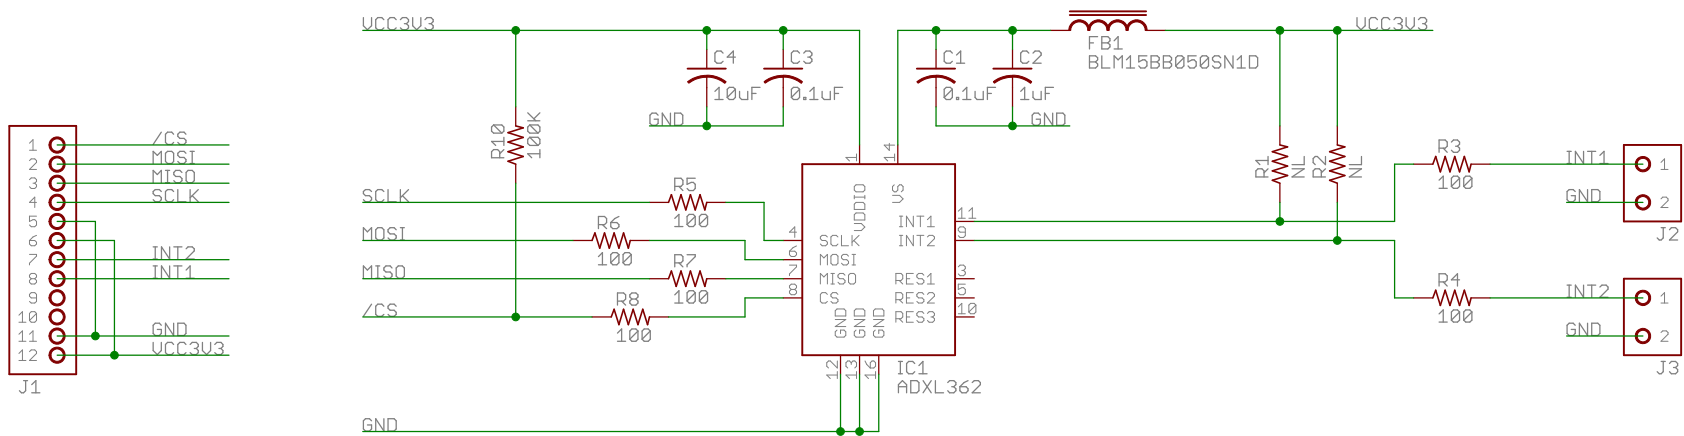 1 /CS
2 MOSI
3 MISO
4 SCLK
5
6
7 INT2
8 INT1
9
10
11 GND
12 VCC3V3
J1
VCC3V3
C4
10uF
C3
0.1uF
GND
R10
100K
SCLK
R5
100
MOSI
R6
100
MISO
R7
100
/CS
R8
100
GND
1
VDDIO
14
VS
4 SCLK
6 MOSI
7 MISO
8 CS
INT1 11
INT2 9
RES1 3
RES2 5
RES3 10
GND GND GND
12 13 16
IC1
ADXL362
C1
0.1uF
C2
1uF
GND
FB1
BLM15BB050SN1D
VCC3V3
R1
NL
R2
NL
R3
100
INT1 1
GND 2
J2
R4
100
INT2 1
GND 2
J3